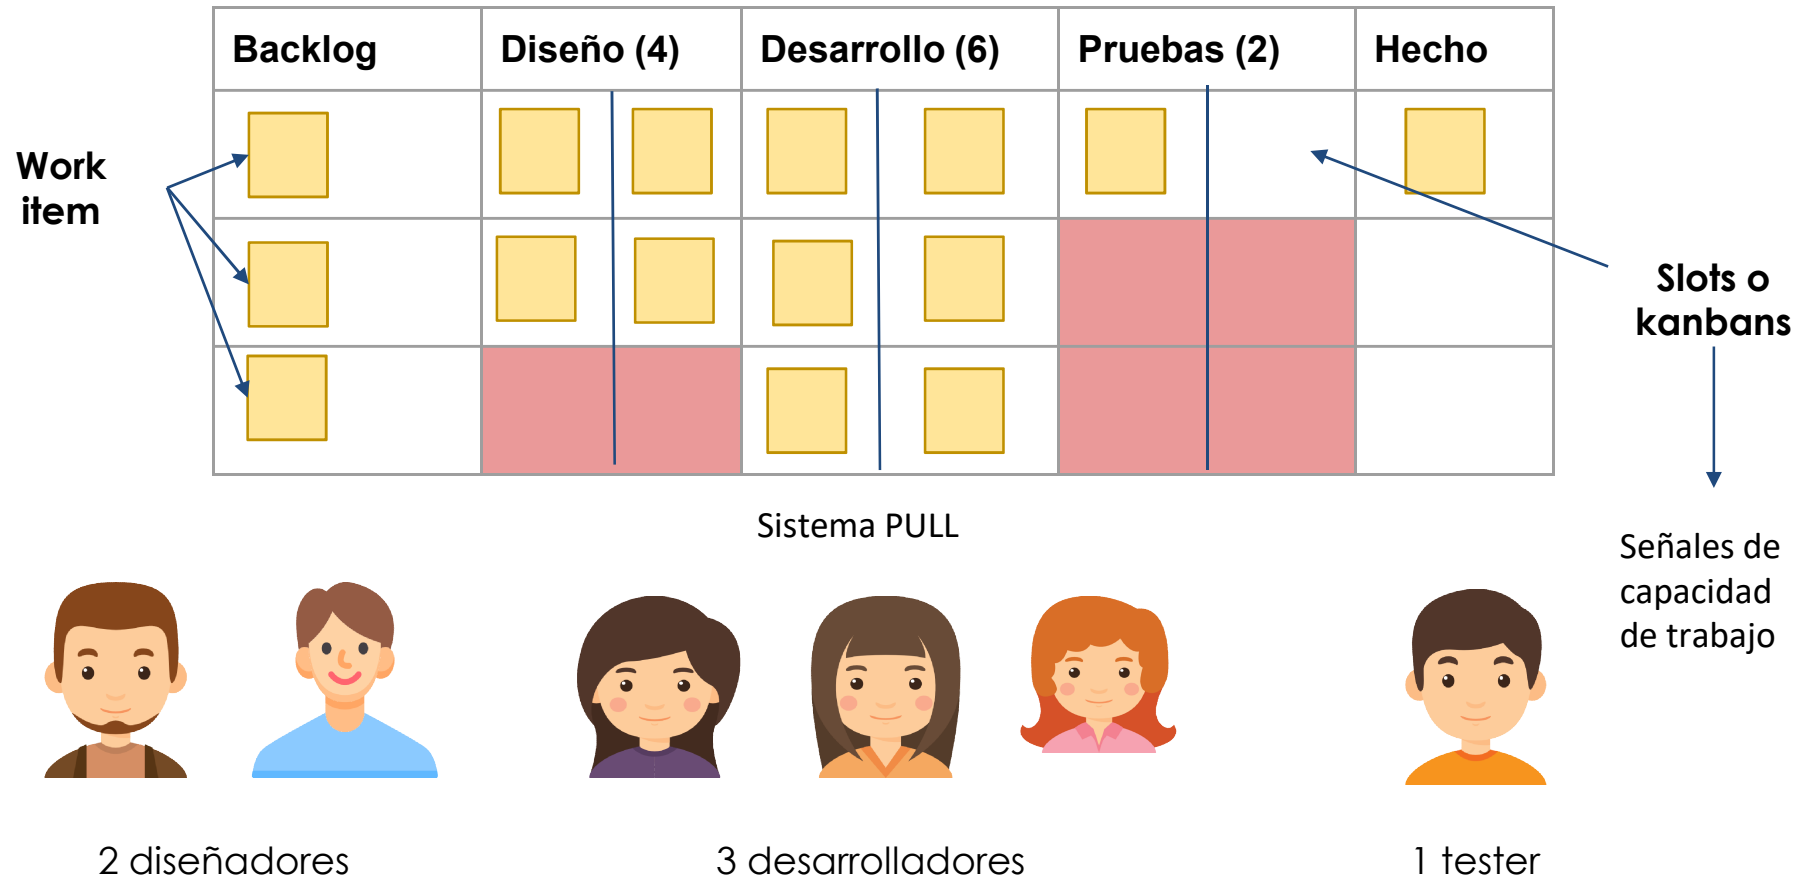 Backlog
Diseño (4)
Desarrollo (6)
Pruebas (2)
Hecho
Work
item
Slots o
kanbans
Sistema PULL
Señales de
capacidad
de trabajo
2 diseñadores
3 desarrolladores
1 tester